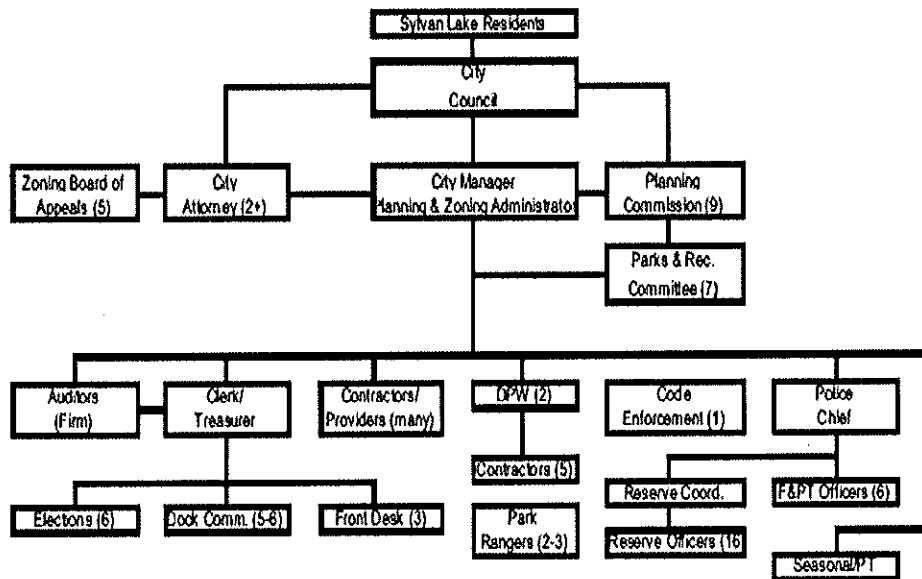 Sylvan Lake Residents
City
Council
Zoning Board of
Appeals (5)
City
Attorney (2+)
City Manager
Planning & Zoning Administrato
Planning
Commission (9)
Parks & Rec.
Committee (7)
Auditors
(Firm)
Clerk/
Treasurer
Contractors/
Providers (many)
DPW (2)
Code
Enforcement (1)
Police
Chief
Contractors (5)
Reserve Coord.
F&PT Officers (6)
Elections (6)
Dock Comm. (5-6)
Front Desk (3)
Park
Rangers (2-3)
Reserve Officers (16
Seasonal/PT